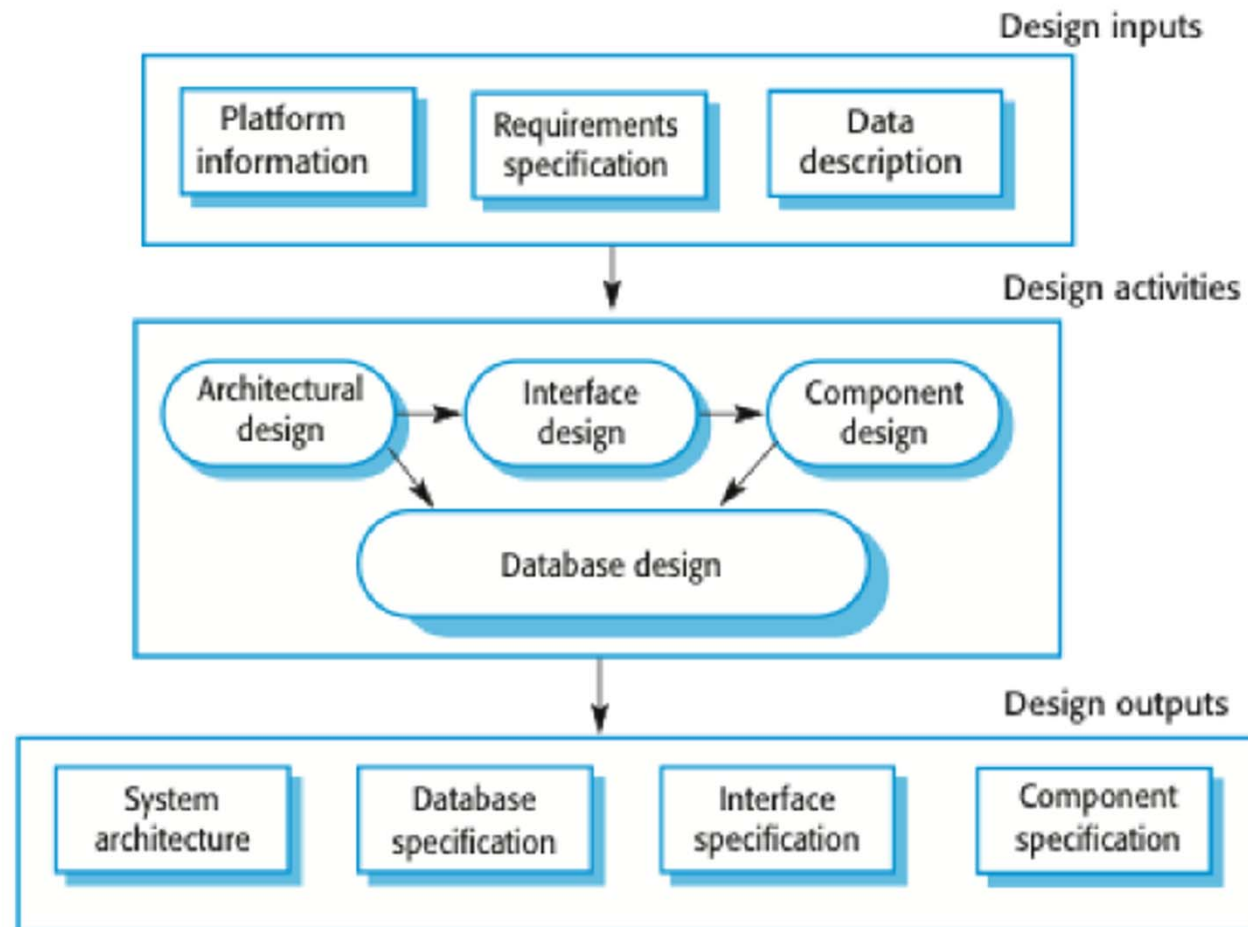 Design inputs
Platform
information
Requirements
specification
Data
description
Design activities
Architectural
design
Interface
design
Component
design
Database design
Design outputs
System
architecture
Database
specification
Interface
specification
Component
specification